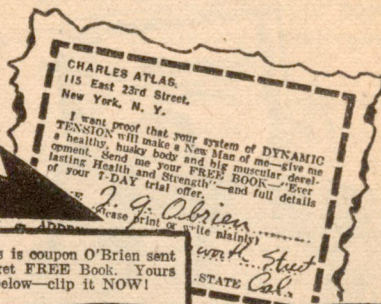 CHARLES ATLAS,
115 East 23rd Street,
New York, N. Y.
I want proof that your system of DYNAMIC
TENSION will make a New Man of me—give me
a healthy, husky body and big muscular devel-
opment. Send me your FREE BOOK—"Ever
lasting Health and Strength"—and full details
of your 7-DAY trial offer.
J. G. Obrien
print or write plainly)
worth Street
STATE Cal.
s is coupon O'Brien sent
et FREE Book. Yours
elow—clip it NOW!